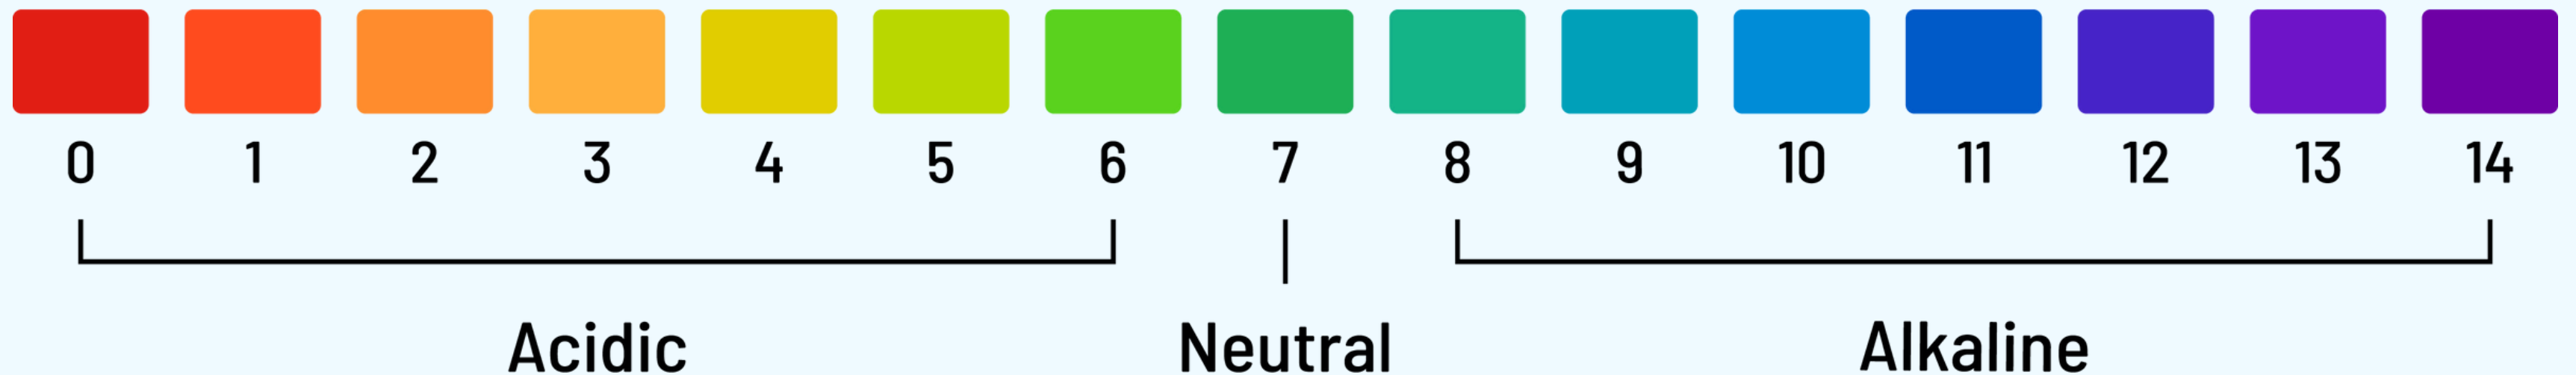 0 1 2 3 4 5 6 7 8 9 10 11 12 13 14
Acidic Neutral Alkaline